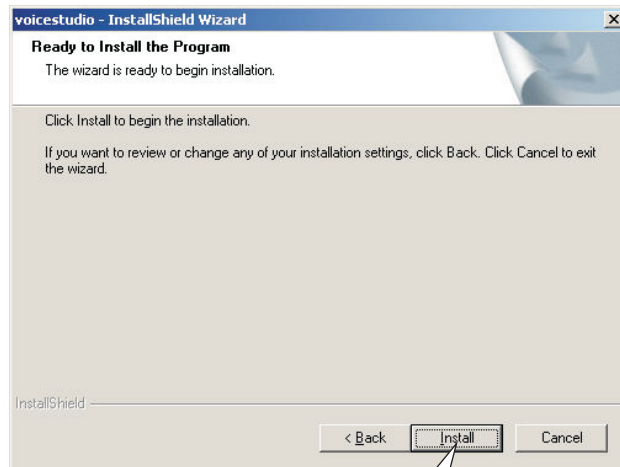 voicestudio - InstallShield Wizard
Ready to Install the Program
The wizard is ready to begin installation.
Click Install to begin the installation.
If you want to review or change any of your installation settings, click Back. Click Cancel to exit
the wizard.
InstallShield
< Back Install Cancel